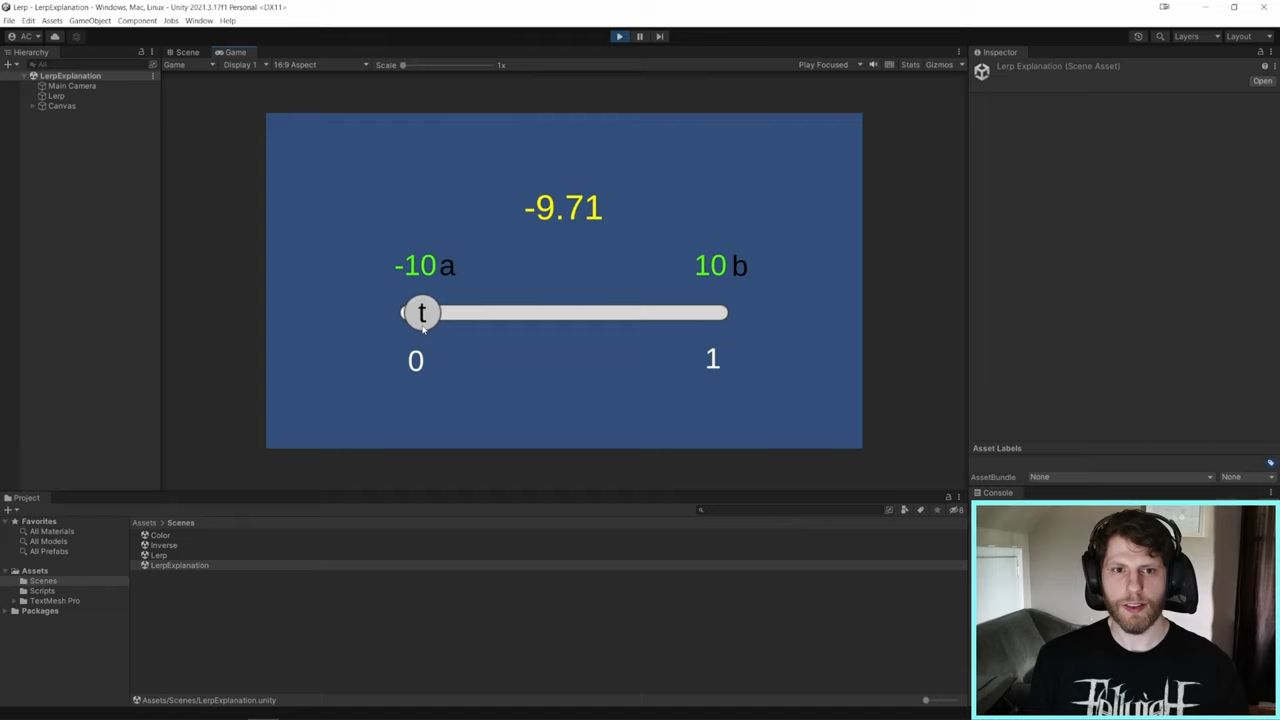 Lerp - LerpExplanation - Windows, Mac, Linux - Unity 2021.3.17f1 Personal <DX11>
File Edit Assets GameObject Component Jobs Window Help
AC Layers Layout
Hierarchy Scene Game Inspector
All Game Display 1 16:9 Aspect Scale 1x Play Focused Stats Gizmos Lerp Explanation (Scene Asset)
LerpExplanation Open
Main Camera
Lerp
Canvas
-9.71
-10 a 10 b
t
0 1
Asset Labels
AssetBundle None None
Project Console
Favorites Assets > Scenes
All Materials Color
All Models Inverse
All Prefabs Lerp
LerpExplanation
Assets
Scenes
Scripts
TextMesh Pro
Packages
Assets/Scenes/LerpExplanation.unity